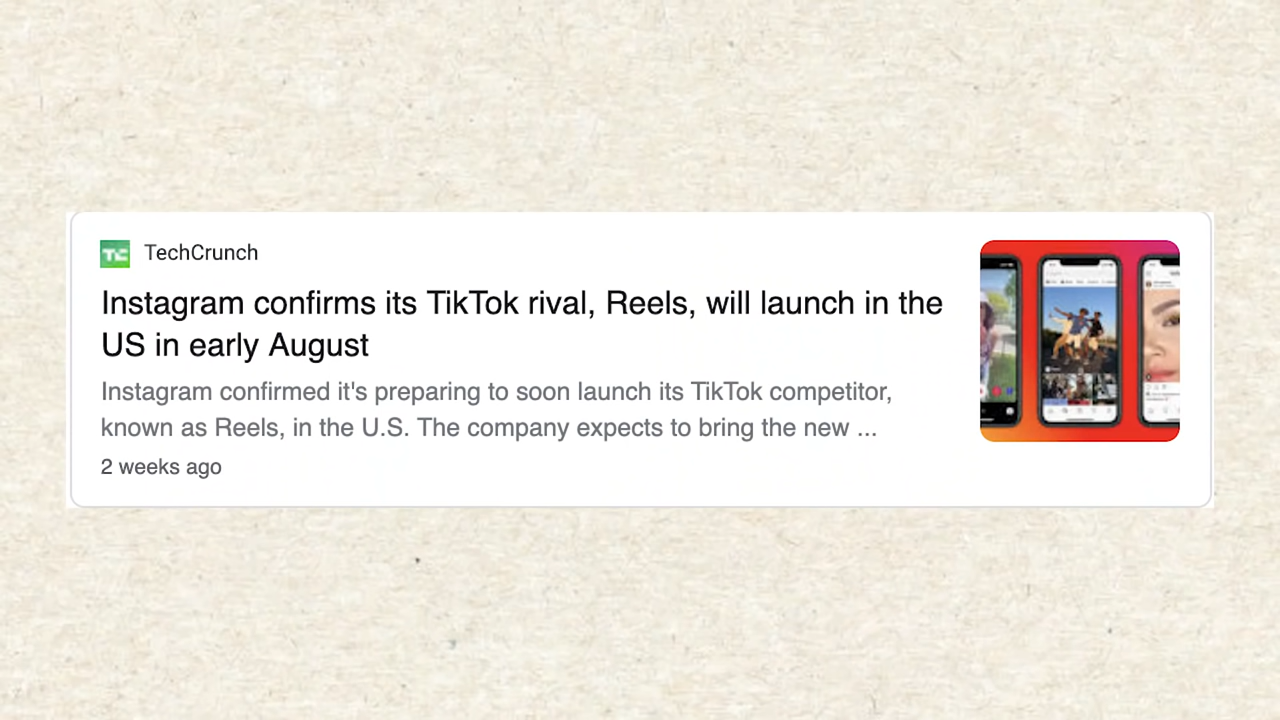 TC TechCrunch
Instagram confirms its TikTok rival, Reels, will launch in the
US in early August
Instagram confirmed it's preparing to soon launch its TikTok competitor,
known as Reels, in the U.S. The company expects to bring the new ...
2 weeks ago